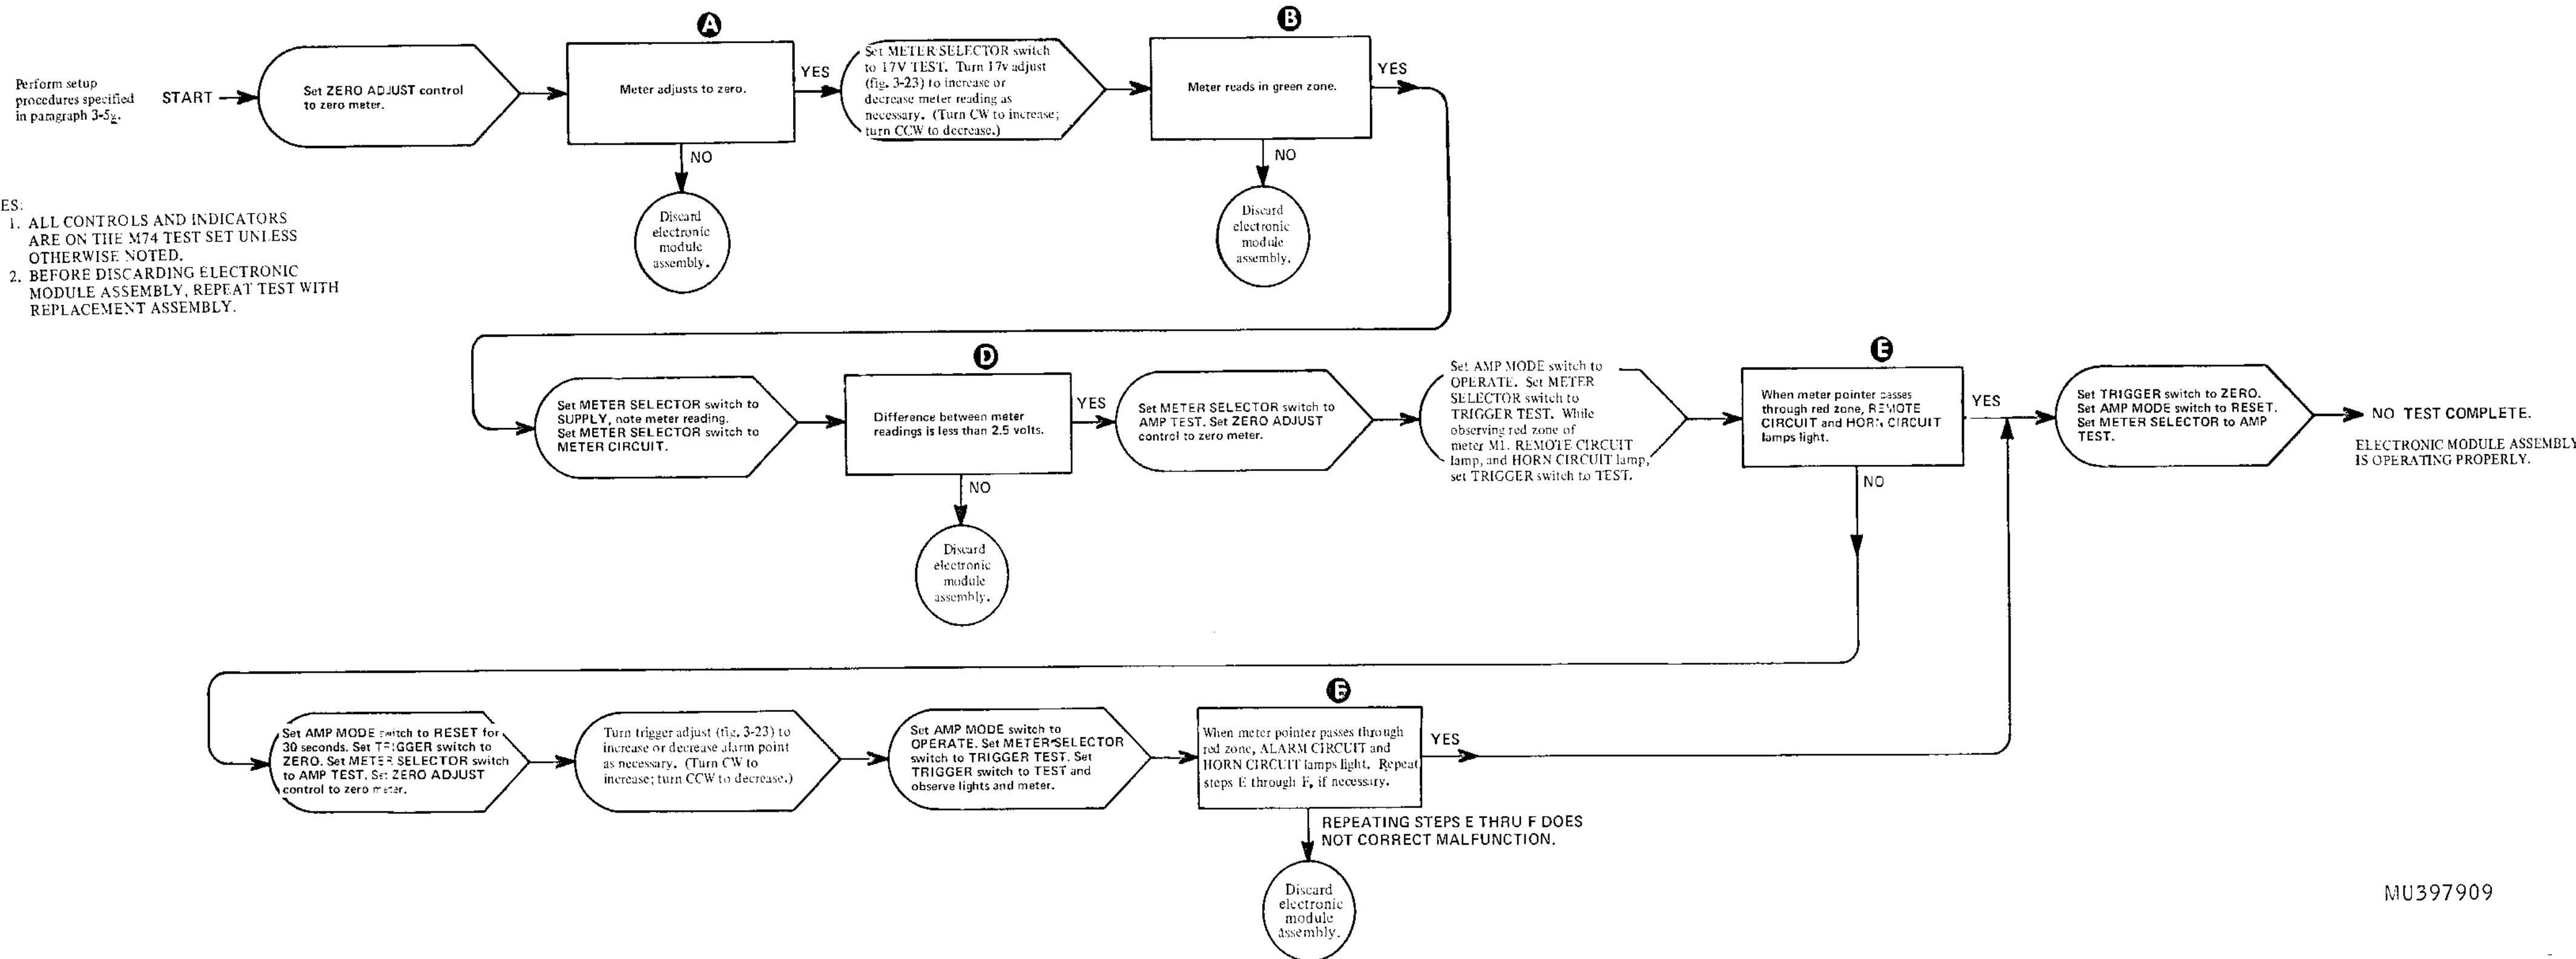 A
B
Perform setup
procedures specified
in paragraph 3-5g.
START
Set ZERO ADJUST control
to zero meter.
Meter adjusts to zero.
YES
NO
Discard
electronic
module
assembly.
Set METER SELECTOR switch
to 17V TEST. Turn 17v adjust
(fig. 3-23) to increase or
decrease meter reading as
necessary. (Turn CW to increase;
turn CCW to decrease.)
Meter reads in green zone.
YES
NO
Discard
electronic
module
assembly.
ES:
1. ALL CONTROLS AND INDICATORS
ARE ON THE M74 TEST SET UNLESS
OTHERWISE NOTED.
2. BEFORE DISCARDING ELECTRONIC
MODULE ASSEMBLY, REPEAT TEST WITH
REPLACEMENT ASSEMBLY.
Set METER SELECTOR switch to
SUPPLY, note meter reading.
Set METER SELECTOR switch to
METER CIRCUIT.
D
Difference between meter
readings is less than 2.5 volts.
YES
NO
Discard
electronic
module
assembly.
Set METER SELECTOR switch to
AMP TEST. Set ZERO ADJUST
control to zero meter.
Set AMP MODE switch to
OPERATE. Set METER
SELECTOR switch to
TRIGGER TEST. While
observing red zone of
meter M1, REMOTE CIRCUIT
lamp, and HORN CIRCUIT lamp,
set TRIGGER switch to TEST.
E
When meter pointer passes
through red zone, REMOTE
CIRCUIT and HORN CIRCUIT
lamps light.
YES
NO
Set TRIGGER switch to ZERO.
Set AMP MODE switch to RESET.
Set METER SELECTOR to AMP
TEST.
NO TEST COMPLETE.
ELECTRONIC MODULE ASSEMBLY
IS OPERATING PROPERLY.
Set AMP MODE switch to RESET for
30 seconds. Set TRIGGER switch to
ZERO. Set METER SELECTOR switch
to AMP TEST. Set ZERO ADJUST
control to zero meter.
Turn trigger adjust (fig. 3-23) to
increase or decrease alarm point
as necessary. (Turn CW to
increase; turn CCW to decrease.)
Set AMP MODE switch to
OPERATE. Set METER SELECTOR
switch to TRIGGER TEST. Set
TRIGGER switch to TEST and
observe lights and meter.
When meter pointer passes through
red zone, ALARM CIRCUIT and
HORN CIRCUIT lamps light. Repeat
steps E through F, if necessary.
YES
REPEATING STEPS E THRU F DOES
NOT CORRECT MALFUNCTION.
Discard
electronic
module
assembly.
MU397909